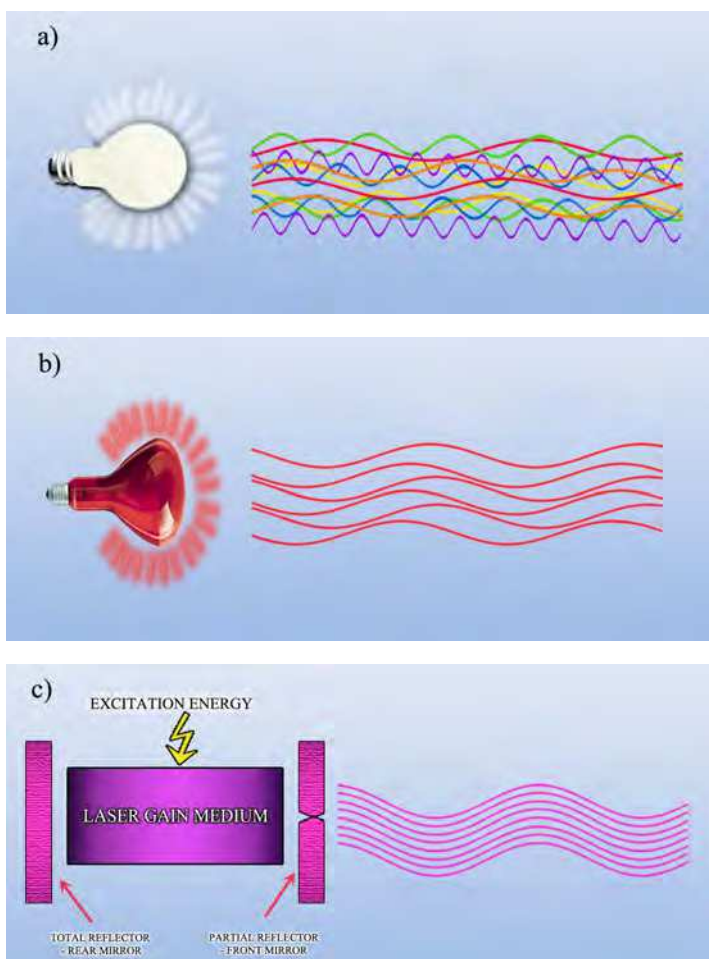 a)
b)
c)
EXCITATION ENERGY
LASER GAIN MEDIUM
TOTAL REFLECTOR
- REAR MIRROR
PARTIAL REFLECTOR
- FRONT MIRROR